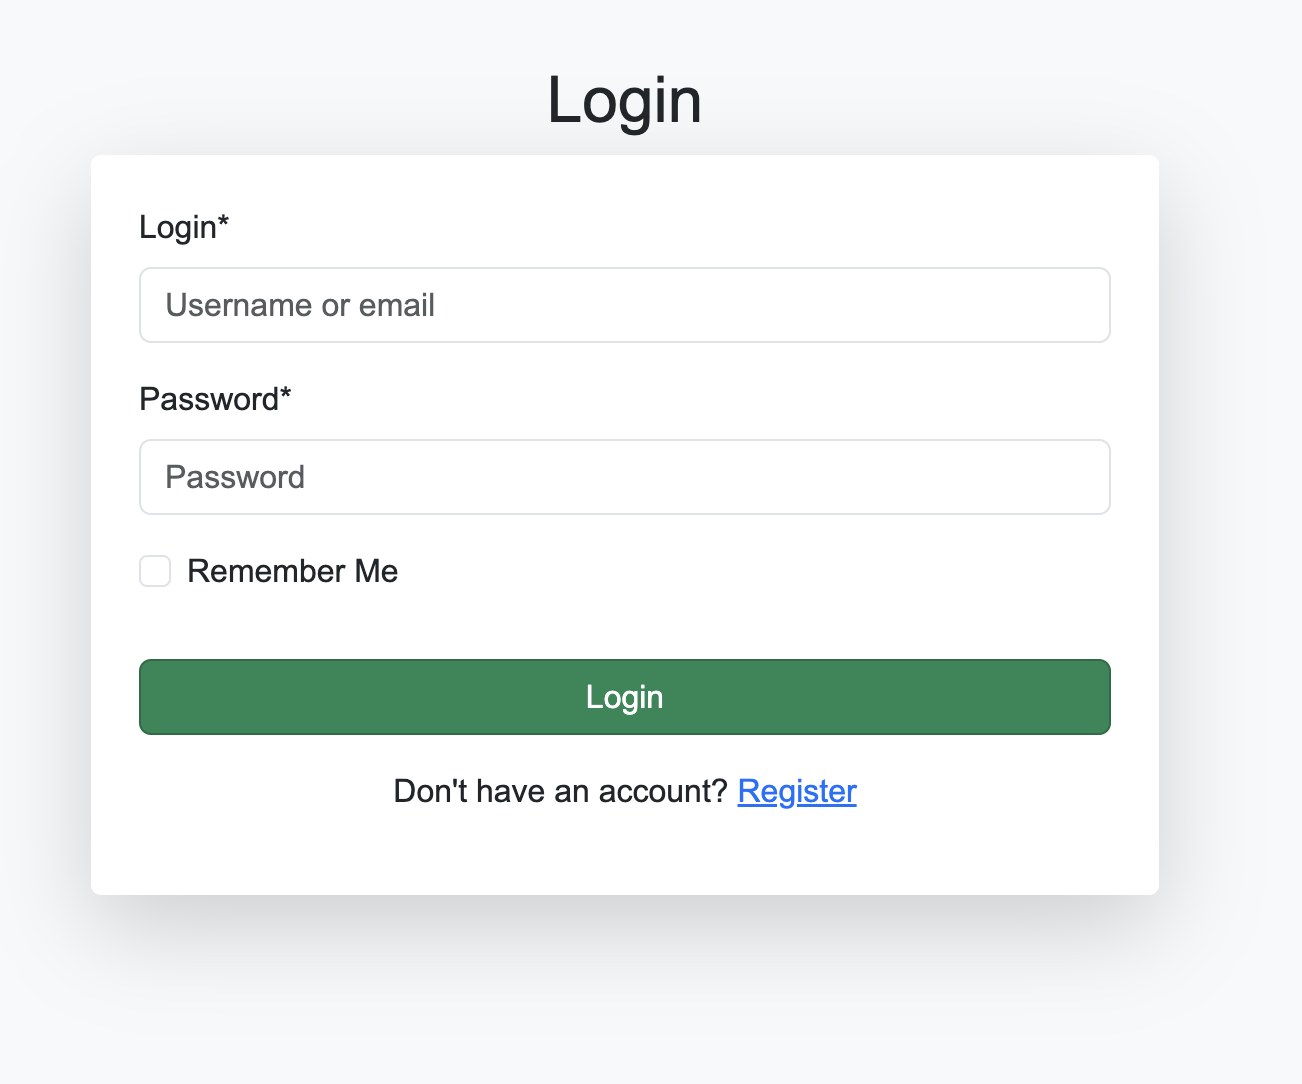 Login
Login*
Username or email
Password*
Password
Remember Me
Login
Don't have an account? Register